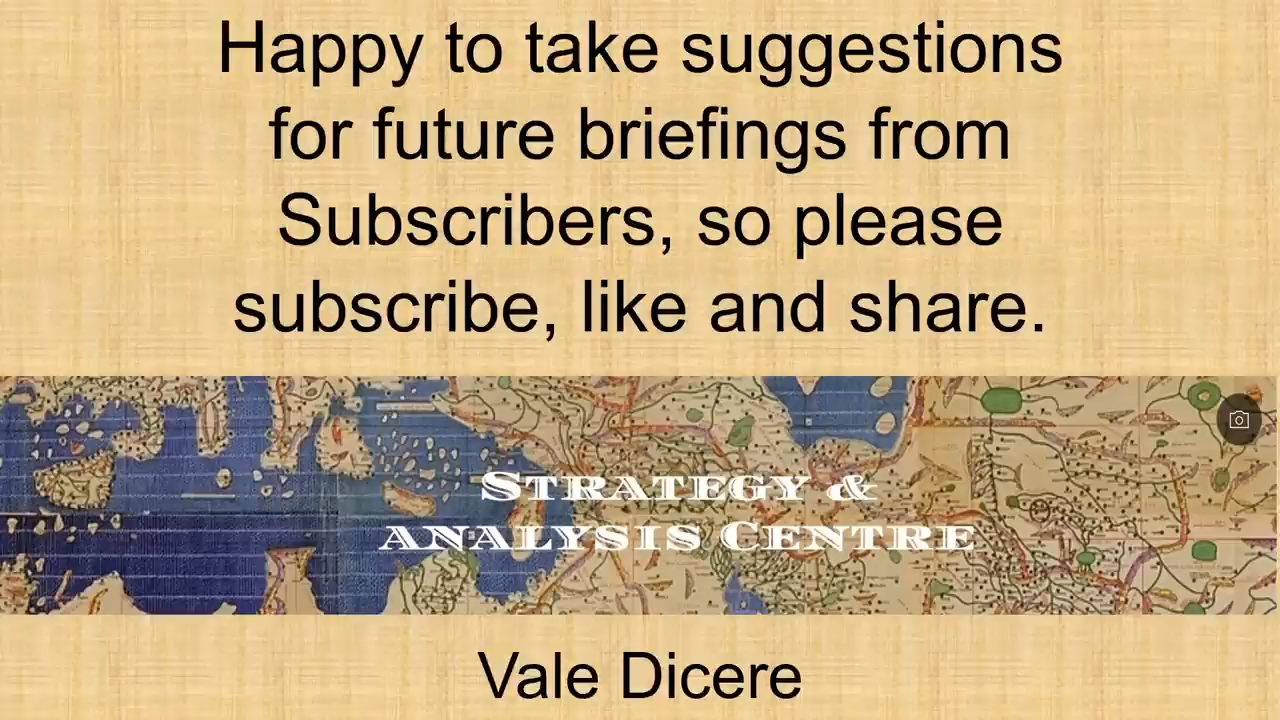 Happy to take suggestions
for future briefings from
Subscribers, so please
subscribe, like and share.
STRATEGY &
ANALYSIS CENTRE
Vale Dicere